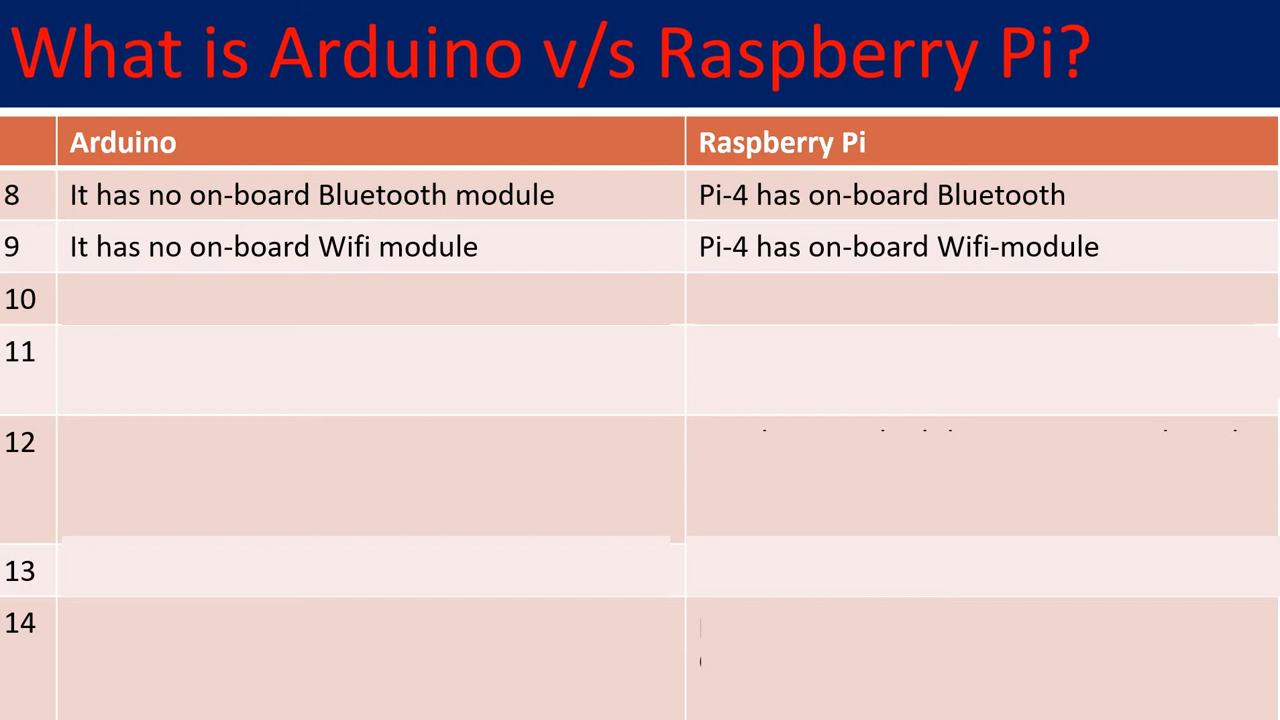 What is Arduino v/s Raspberry Pi?
Arduino Raspberry Pi
8 It has no on-board Bluetooth module Pi-4 has on-board Bluetooth
9 It has no on-board Wifi module Pi-4 has on-board Wifi-module
10
11
12
13
14